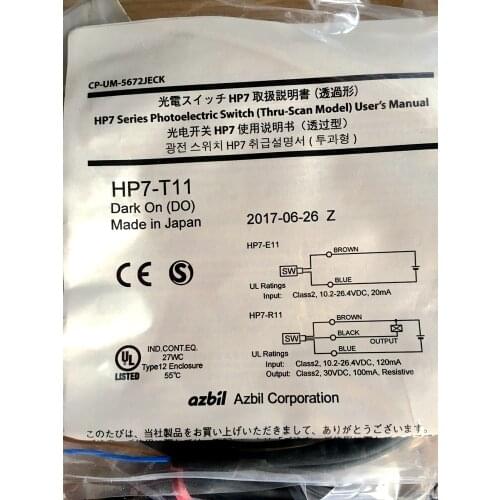 CP-UM-5672JECK
光電スイッチ HP7 取扱説明書 (透過形)
HP7 Series Photoelectric Switch (Thru-Scan Model) User's Manual
光电开关 HP7 使用说明书（透过型）
광전 스위치 HP7 취급설명서 ( 투과형 )
HP7-T11
Dark On (DO)
Made in Japan
2017-06-26 Z
HP7-E11
BROWN
SW
BLUE
UL Ratings
Input: Class2, 10.2-26.4VDC, 20mA
HP7-R11
BROWN
BLACK
SW
OUTPUT
BLUE
UL Ratings
Input: Class2, 10.2-26.4VDC, 120mA
Output: Class2, 30VDC, 100mA, Resistive
CE
S
UL
LISTED
IND.CONT.EQ.
27WC
Type12 Enclosure
55℃
azbil Azbil Corporation
このたびは、当社製品をお買い上げいただきまして、ありがとうございます。